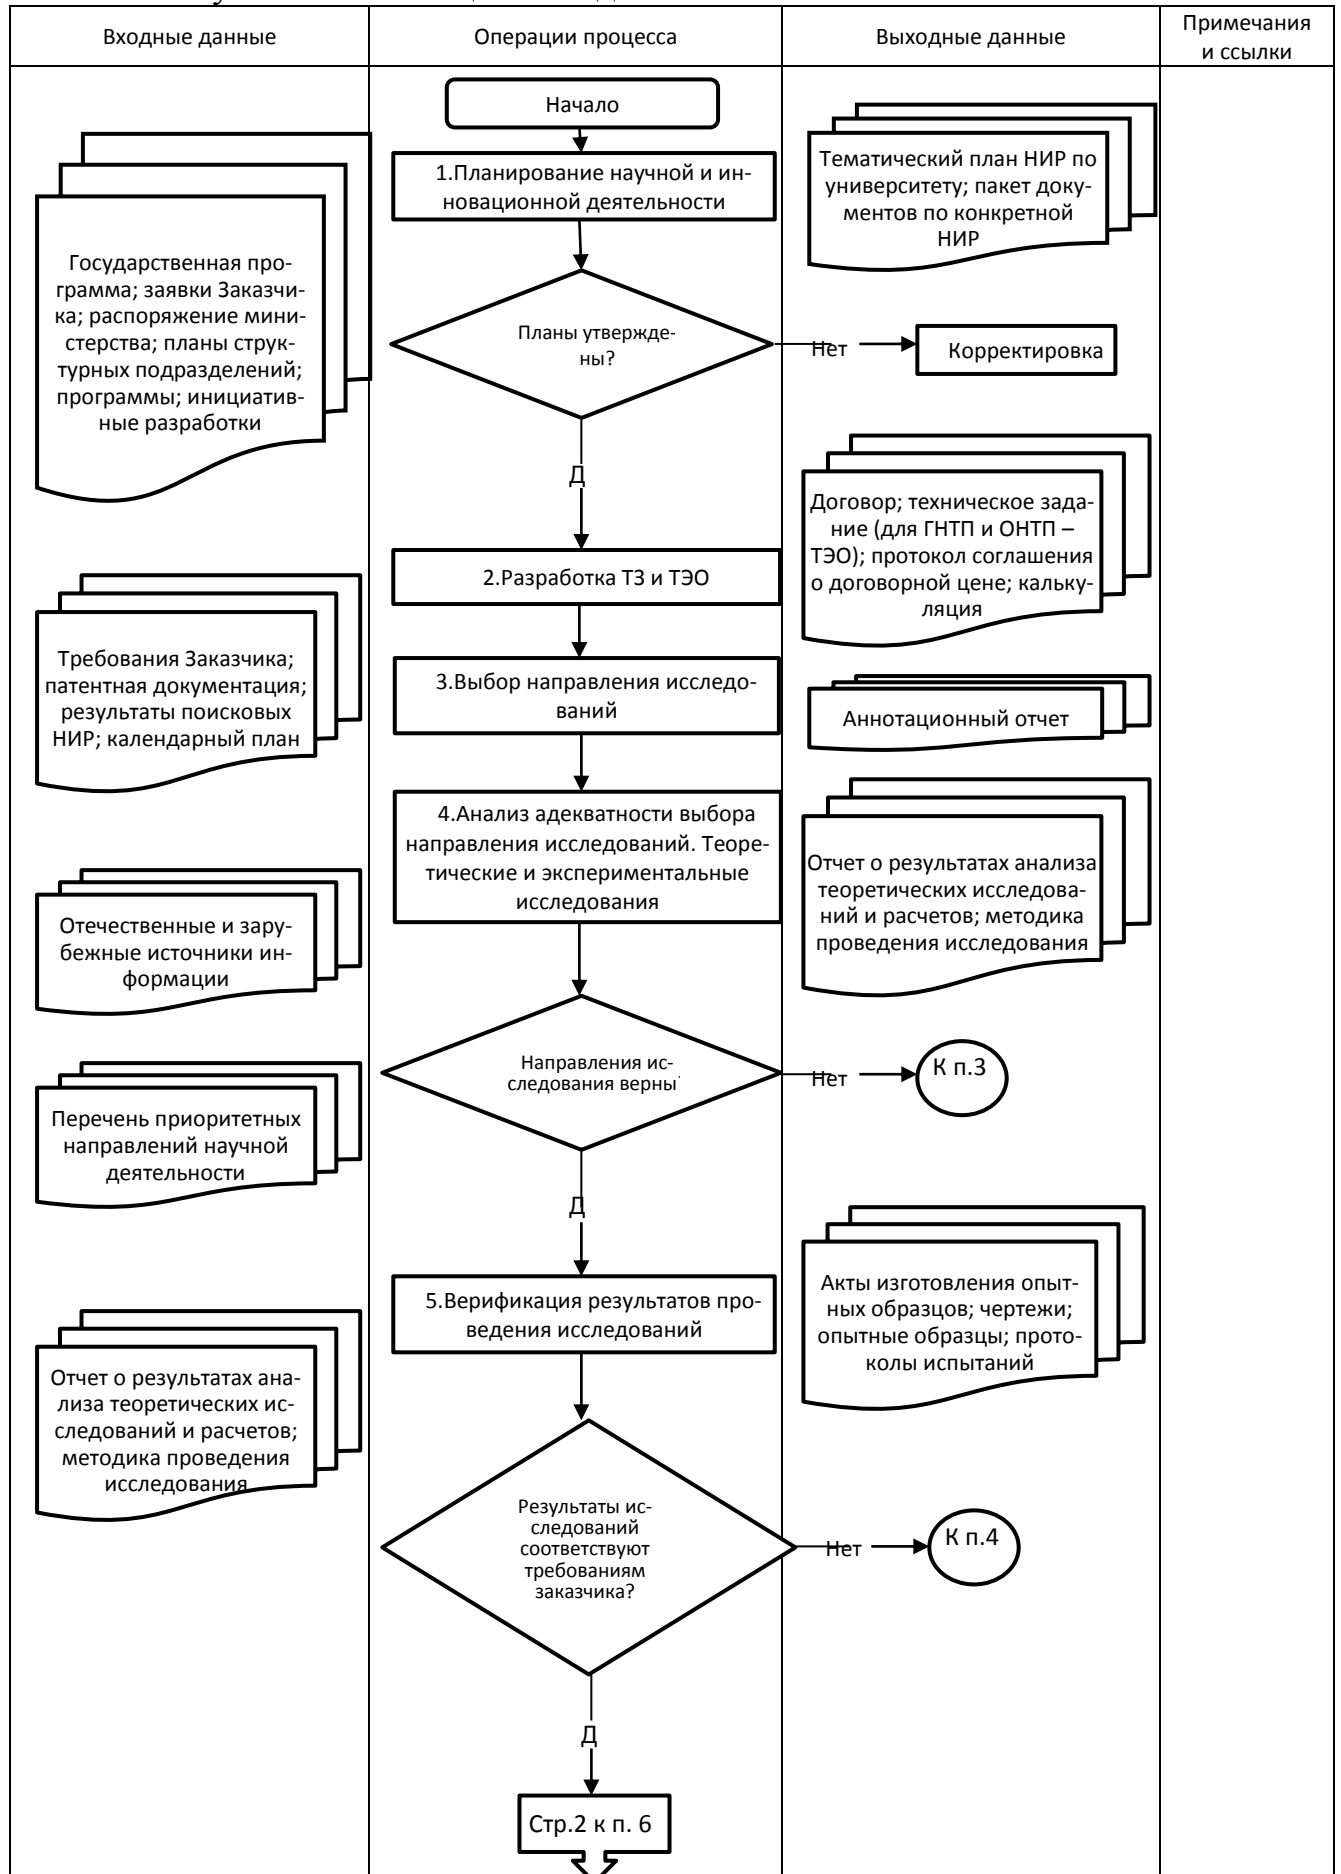 Входные данные
Операции процесса
Выходные данные
Примечания
и ссылки
Начало
1.Планирование научной и ин-
новационной деятельности
Тематический план НИР по
университету; пакет доку-
ментов по конкретной
НИР
Государственная про-
грамма; заявки Заказчи-
ка; распоряжение мини-
стерства; планы струк-
турных подразделений;
программы; инициатив-
ные разработки
Планы утвержде-
ны?
Нет
Корректировка
Д
Договор; техническое зада-
ние (для ГНТП и ОНТП –
ТЭО); протокол соглашения
о договорной цене; кальку-
ляция
2.Разработка ТЗ и ТЭО
Требования Заказчика;
патентная документация;
результаты поисковых
НИР; календарный план
3.Выбор направления исследо-
ваний
Аннотационный отчет
4.Анализ адекватности выбора
направления исследований. Теоре-
тические и экспериментальные
исследования
Отчет о результатах анализа
теоретических исследова-
ний и расчетов; методика
проведения исследования
Отечественные и зару-
бежные источники ин-
формации
Направления ис-
следования верны
Нет
К п.3
Перечень приоритетных
направлений научной
деятельности
Д
5.Верификация результатов про-
ведения исследований
Акты изготовления опыт-
ных образцов; чертежи;
опытные образцы; прото-
колы испытаний
Отчет о результатах ана-
лиза теоретических ис-
следований и расчетов;
методика проведения
исследования
Результаты ис-
следований
соответствуют
требованиям
заказчика?
Нет
К п.4
Д
Стр.2 к п. 6